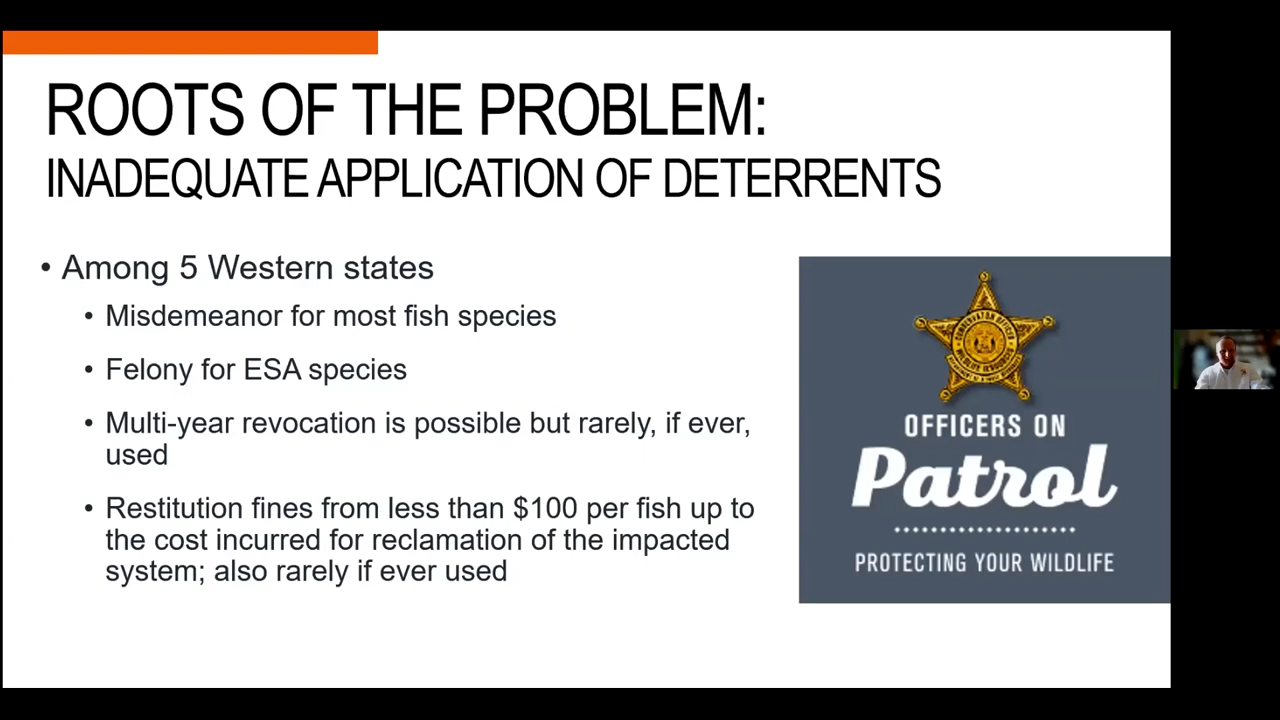 ROOTS OF THE PROBLEM:
INADEQUATE APPLICATION OF DETERRENTS
• Among 5 Western states
• Misdemeanor for most fish species
• Felony for ESA species
• Multi-year revocation is possible but rarely, if ever,
used
• Restitution fines from less than $100 per fish up to
the cost incurred for reclamation of the impacted
system; also rarely if ever used
OFFICERS ON
Patrol
PROTECTING YOUR WILDLIFE